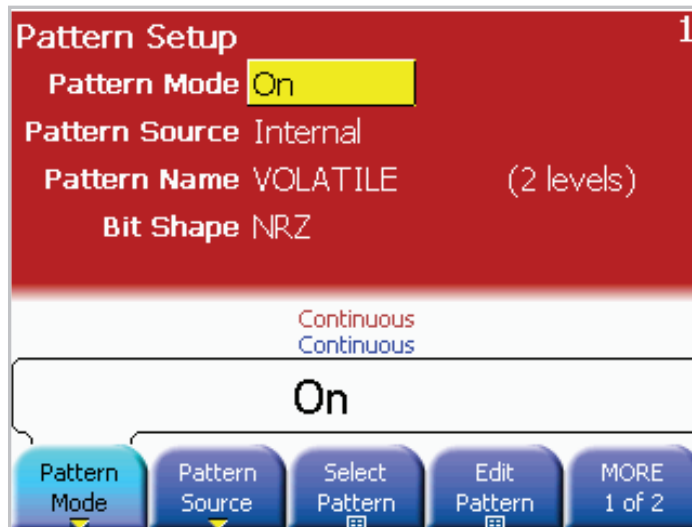 Pattern Setup 1
Pattern Mode On
Pattern Source Internal
Pattern Name VOLATILE (2 levels)
Bit Shape NRZ
Continuous
Continuous
On
Pattern Mode
Pattern Source
Select Pattern
Edit Pattern
MORE 1 of 2